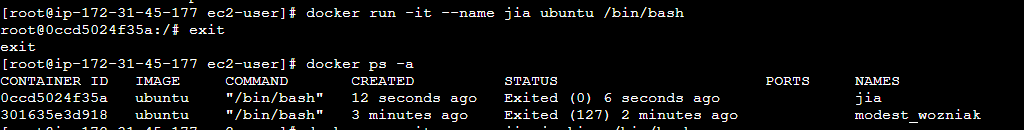 [root@ip-172-31-45-177 ec2-user]# docker run -it --name jia ubuntu /bin/bash
root@0ccd5024f35a:/# exit
exit
[root@ip-172-31-45-177 ec2-user]# docker ps -a
CONTAINER ID   IMAGE     COMMAND       CREATED          STATUS                       PORTS     NAMES
0ccd5024f35a   ubuntu    "/bin/bash"   12 seconds ago   Exited (0) 6 seconds ago               jia
301635e3d918   ubuntu    "/bin/bash"   3 minutes ago    Exited (127) 2 minutes ago             modest_wozniak